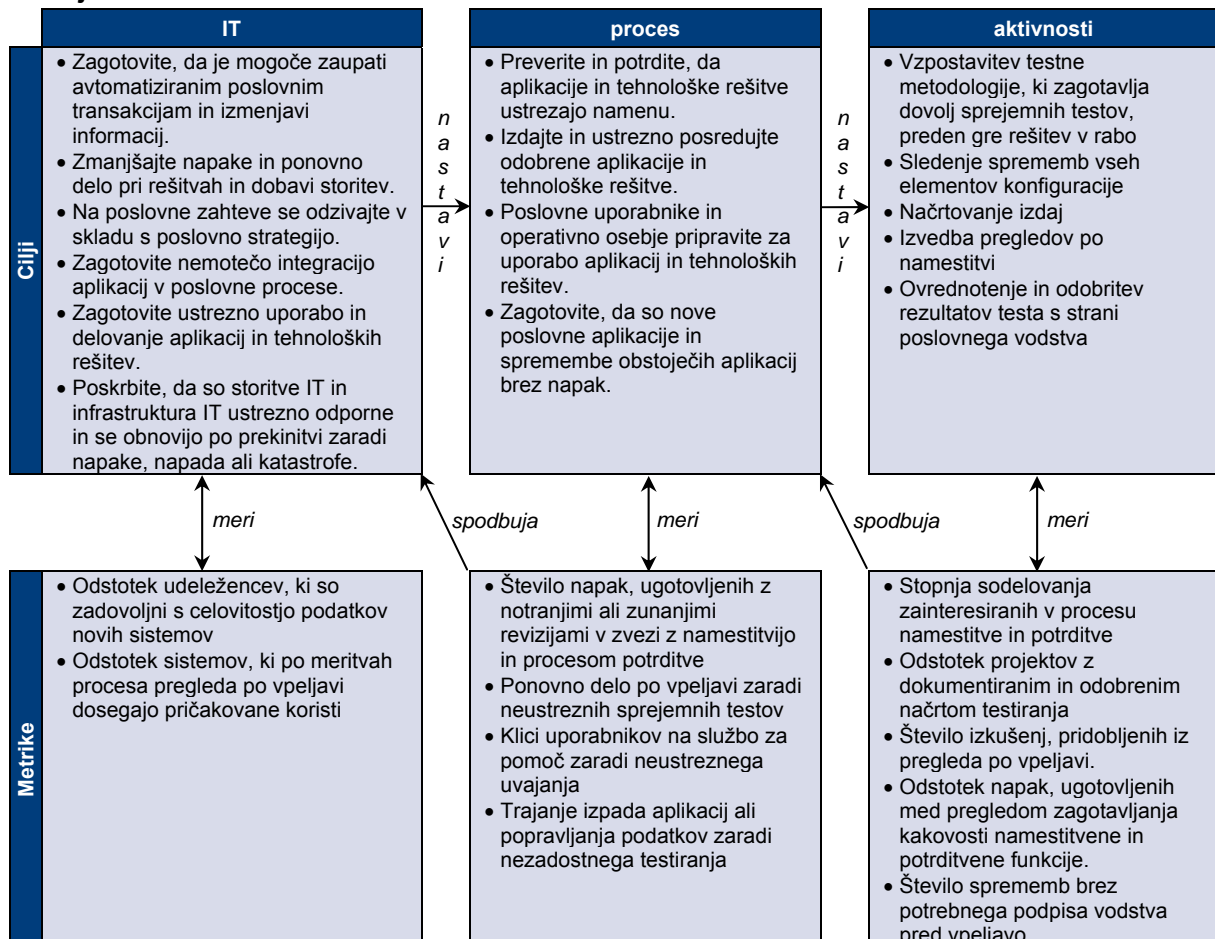 IT
proces
aktivnosti
Cilji
• Zagotovite, da je mogoče zaupati
avtomatiziranim poslovnim
transakcijam in izmenjavi
informacij.
• Zmanjšajte napake in ponovno
delo pri rešitvah in dobavi storitev.
• Na poslovne zahteve se odzivajte v
skladu s poslovno strategijo.
• Zagotovite nemotečo integracijo
aplikacij v poslovne procese.
• Zagotovite ustrezno uporabo in
delovanje aplikacij in tehnoloških
rešitev.
• Poskrbite, da so storitve IT in
infrastruktura IT ustrezno odporne
in se obnovijo po prekinitvi zaradi
napake, napada ali katastrofe.
nastavi
• Preverite in potrdite, da
aplikacije in tehnološke rešitve
ustrezajo namenu.
• Izdajte in ustrezno posredujte
odobrene aplikacije in
tehnološke rešitve.
• Poslovne uporabnike in
operativno osebje pripravite za
uporabo aplikacij in tehnoloških
rešitev.
• Zagotovite, da so nove
poslovne aplikacije in
spremembe obstoječih aplikacij
brez napak.
nastavi
• Vzpostavitev testne
metodologije, ki zagotavlja
dovolj sprejemnih testov,
preden gre rešitev v rabo
• Sledenje sprememb vseh
elementov konfiguracije
• Načrtovanje izdaj
• Izvedba pregledov po
namestitvi
• Ovrednotenje in odobritev
rezultatov testa s strani
poslovnega vodstva
meri
spodbuja
meri
spodbuja
meri
Metrike
• Odstotek udeležencev, ki so
zadovoljni s celovitostjo podatkov
novih sistemov
• Odstotek sistemov, ki po meritvah
procesa pregleda po vpeljavi
dosegajo pričakovane koristi
• Število napak, ugotovljenih z
notranjimi ali zunanjimi
revizijami v zvezi z namestitvijo
in procesom potrditve
• Ponovno delo po vpeljavi zaradi
neustreznih sprejemnih testov
• Klici uporabnikov na službo za
pomoč zaradi neustreznega
uvajanja
• Trajanje izpada aplikacij ali
popravljanja podatkov zaradi
nezadostnega testiranja
• Stopnja sodelovanja
zainteresiranih v procesu
namestitve in potrditve
• Odstotek projektov z
dokumentiranim in odobrenim
načrtom testiranja
• Število izkušenj, pridobljenih iz
pregleda po vpeljavi.
• Odstotek napak, ugotovljenih
med pregledom zagotavljanja
kakovosti namestitvene in
potrditvene funkcije.
• Število sprememb brez
potrebnega podpisa vodstva
pred vpeljavo